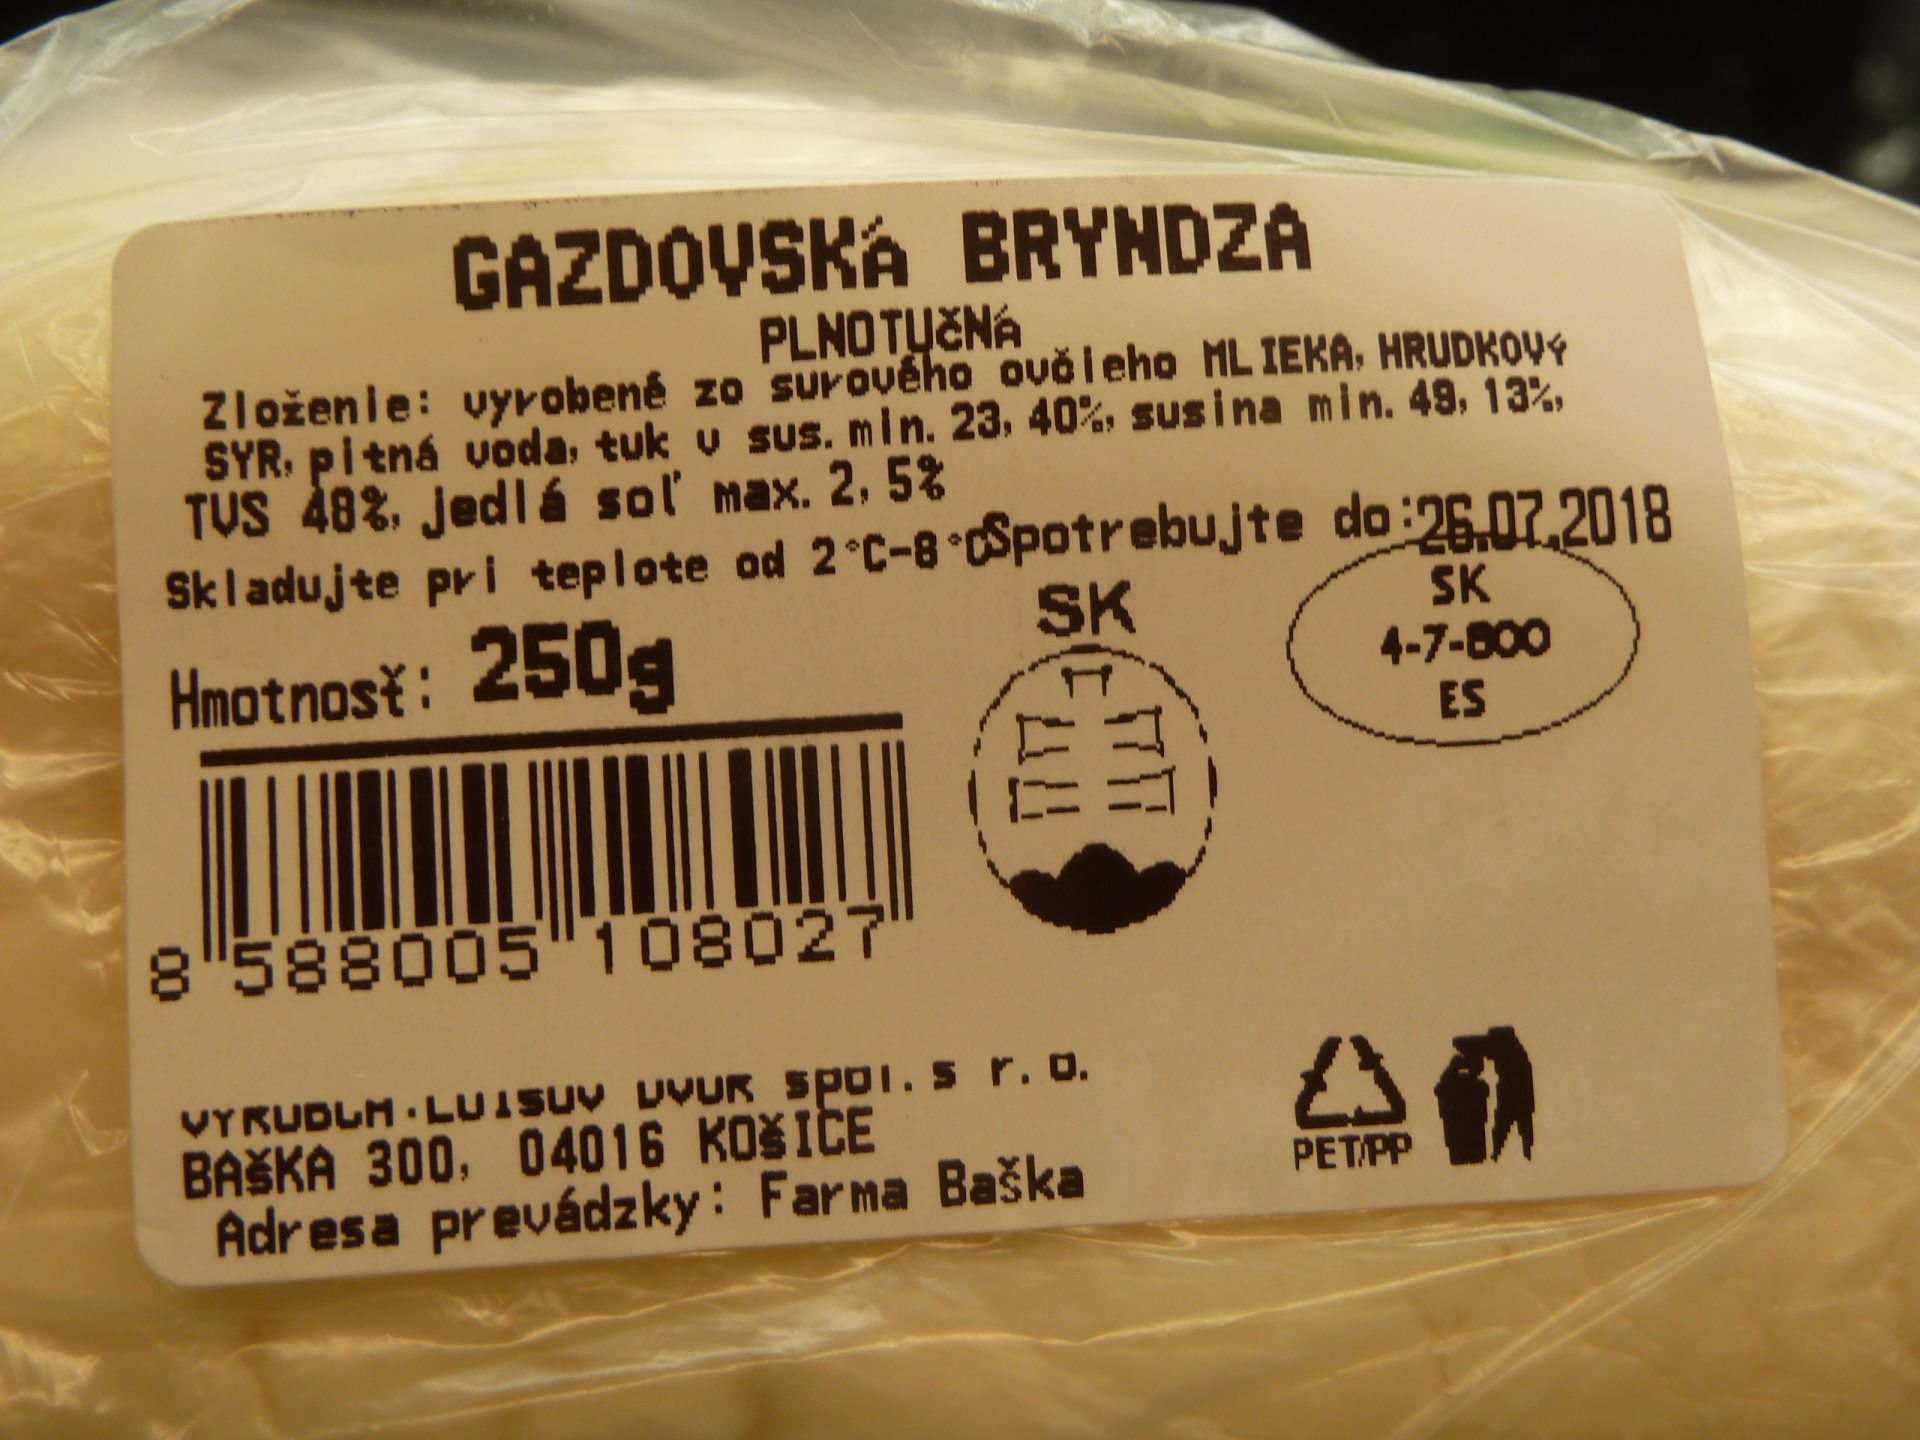 GAZDOVSKÁ BRYNDZA
PLNOTUČNÁ
Zloženie: vyrobené zo surového ovčieho MLIEKA, HRUDKOVÝ
SYR, pitná voda, tuk v sus. min. 23, 40%, susina min. 49, 13%,
TVS 48%, jedlá soľ max. 2, 5%
Skladujte pri teplote od 2°C-8°C Spotrebujte do:26.07.2018
Hmotnosť: 250g
SK
SK
4-7-800
ES
8 588005 108027
spol. s r. o.
BAŠKA 300, 04016 KOŠICE
Adresa prevádzky: Farma Baška
PET/PP